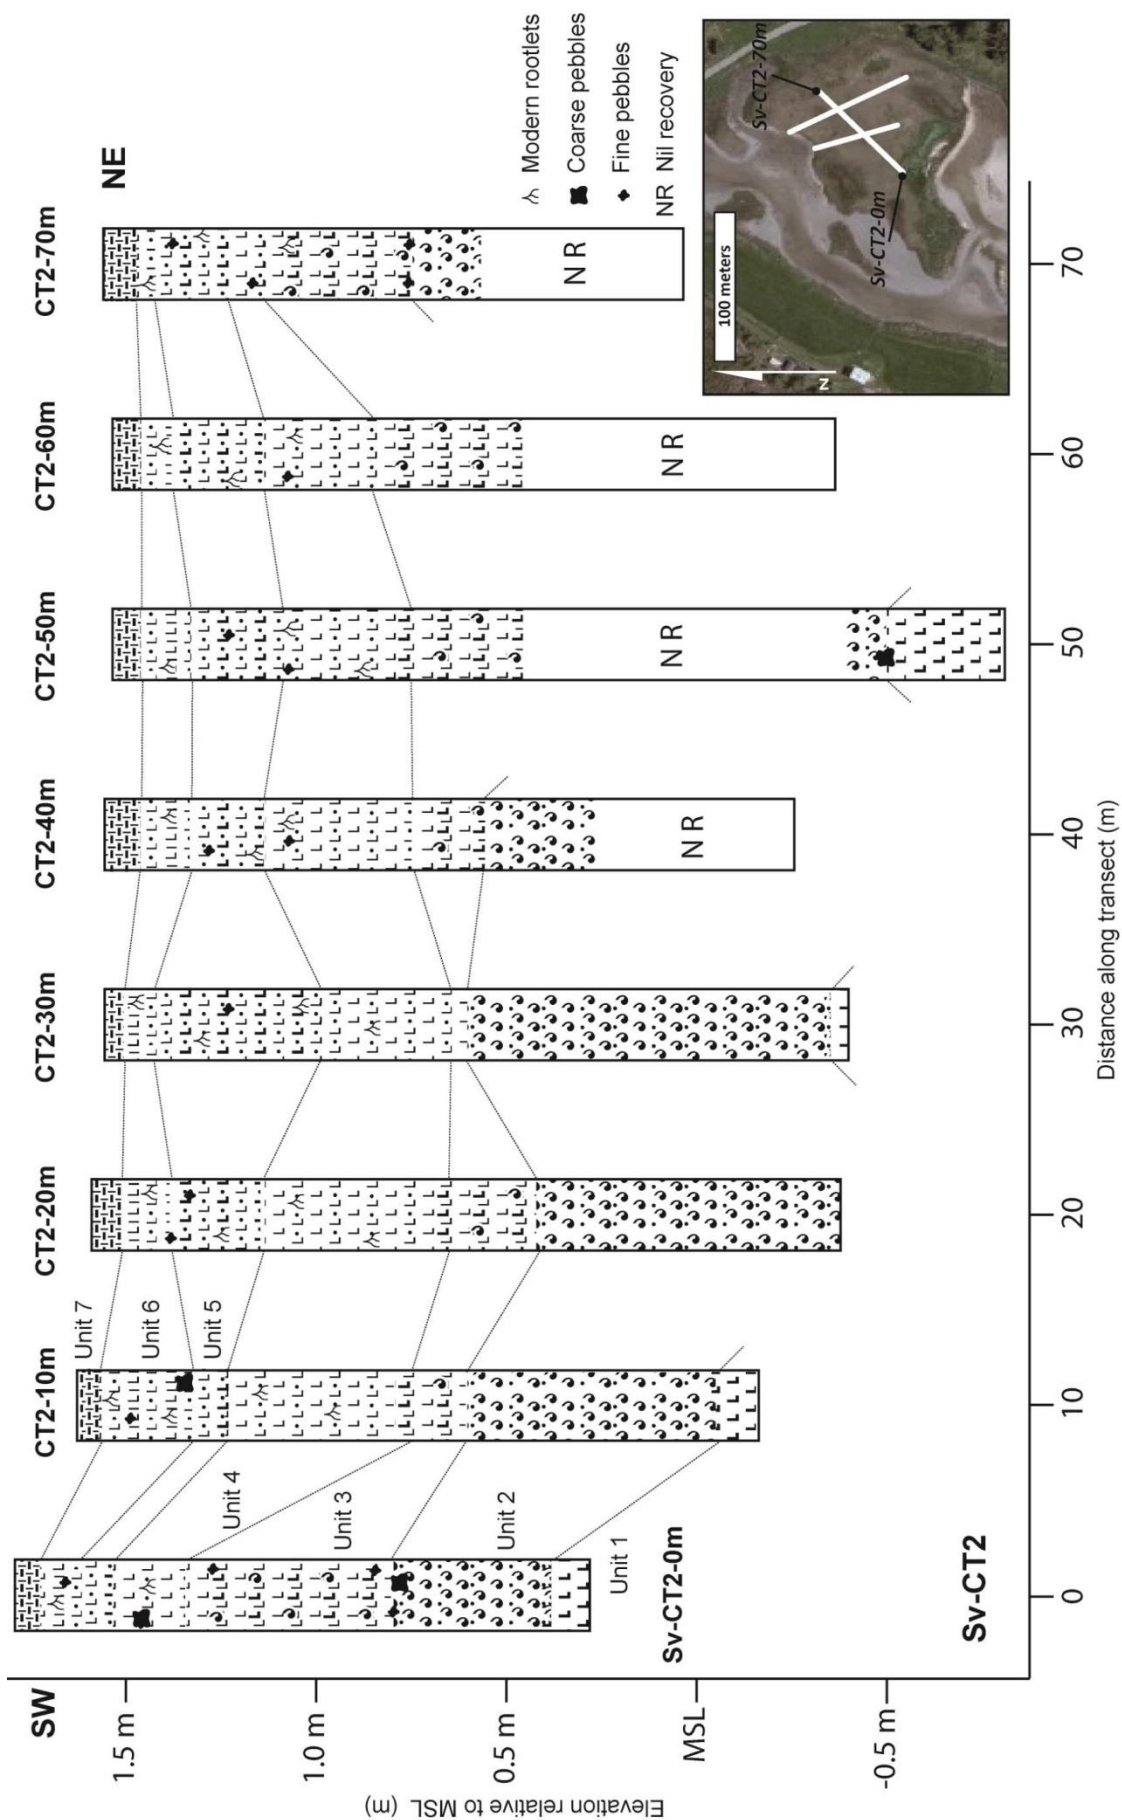 SW
NE
Sv-CT2-0m
CT2-10m
CT2-20m
CT2-30m
CT2-40m
CT2-50m
CT2-60m
CT2-70m
Unit 7
Unit 6
Unit 5
Unit 4
Unit 3
Unit 2
Unit 1
NR
NR
NR
NR
Modern rootlets
Coarse pebbles
Fine pebbles
NR Nil recovery
100 meters
N
Sv-CT2-0m
Sv-CT2-70m
Elevation relative to MSL (m)
1.5 m
1.0 m
0.5 m
MSL
-0.5 m
Sv-CT2
0
10
20
30
40
50
60
70
Distance along transect (m)